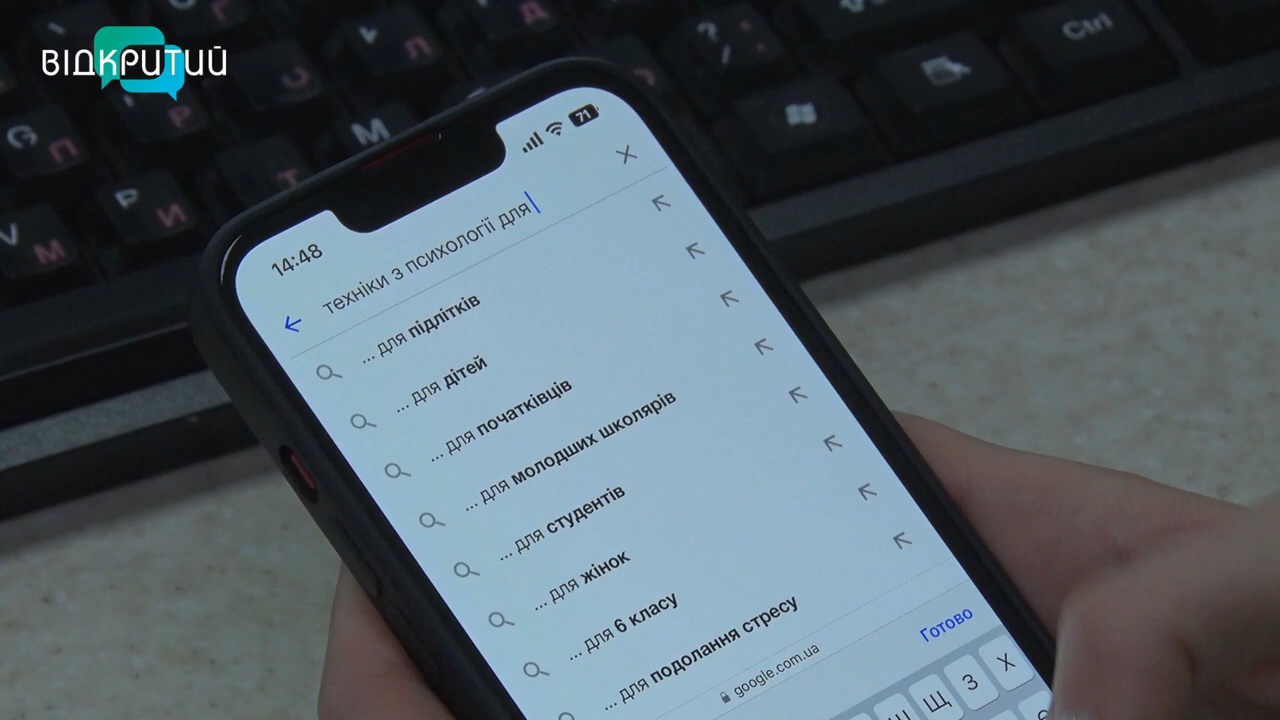 ВІДКРИТИЙ
71
14:48
техніки з психології для
... для підлітків
... для дітей
... для початківців
... для молодших школярів
... для студентів
... для жінок
... для 6 класу
... для подолання стресу
google.com.ua
Готово
Щ З Х
Ctrl
M
V М
Р И
G П
Р
Т
Л
Д
?